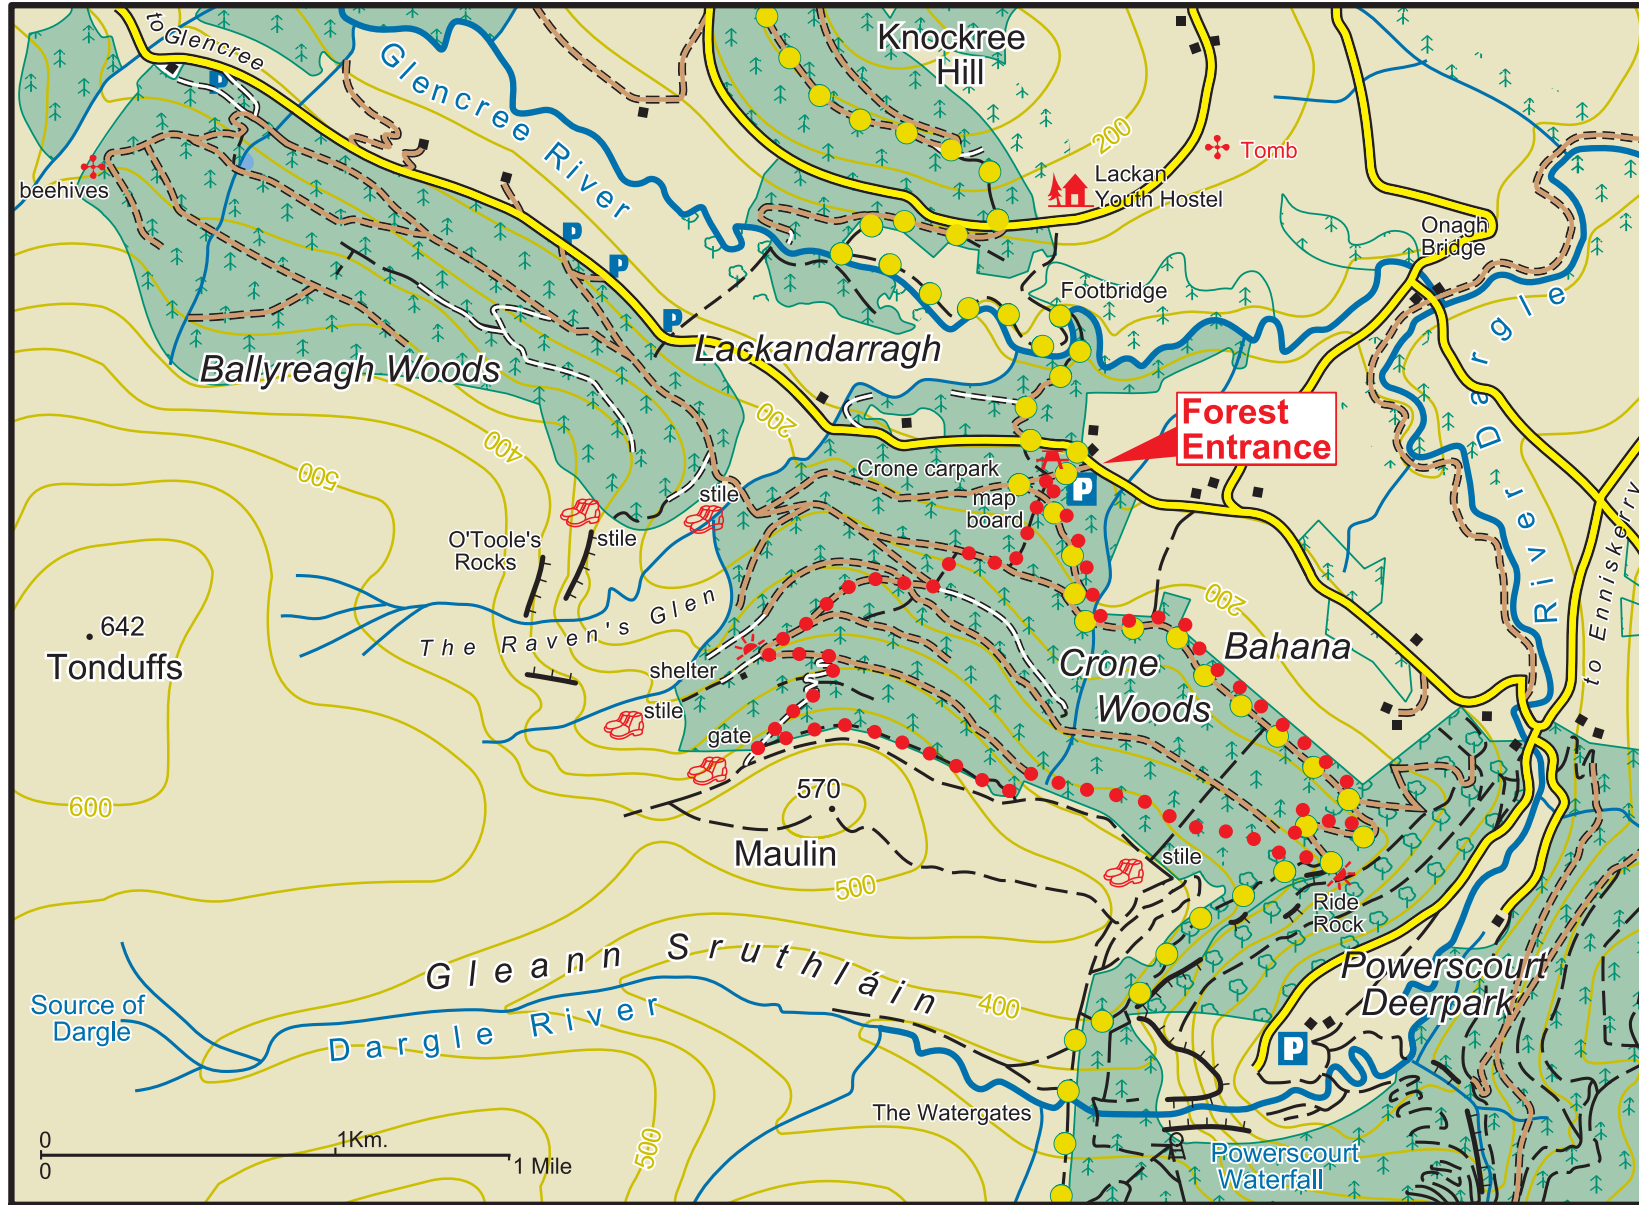 to Glencree
P
Glencree River
Knockree
Hill
200
Tomb
Lackan
Youth Hostel
beehives
Onagh
Bridge
P
P
P
Footbridge
Lackandarragh
Ballyreagh Woods
200
400
500
Forest
Entrance
River Dargle
Crone carpark
map
board
P
stile
stile
O'Toole's
Rocks
to Enniskerry
The Raven's Glen
200
642
Tonduffs
shelter
Crone
Woods
Bahana
stile
gate
570
600
Maulin
500
stile
Ride
Rock
Gleann Sruthláin
Powerscourt
Deerpark
Source of
Dargle
Dargle River
400
P
The Watergates
0
1Km.
0
1 Mile
500
Powerscourt
Waterfall